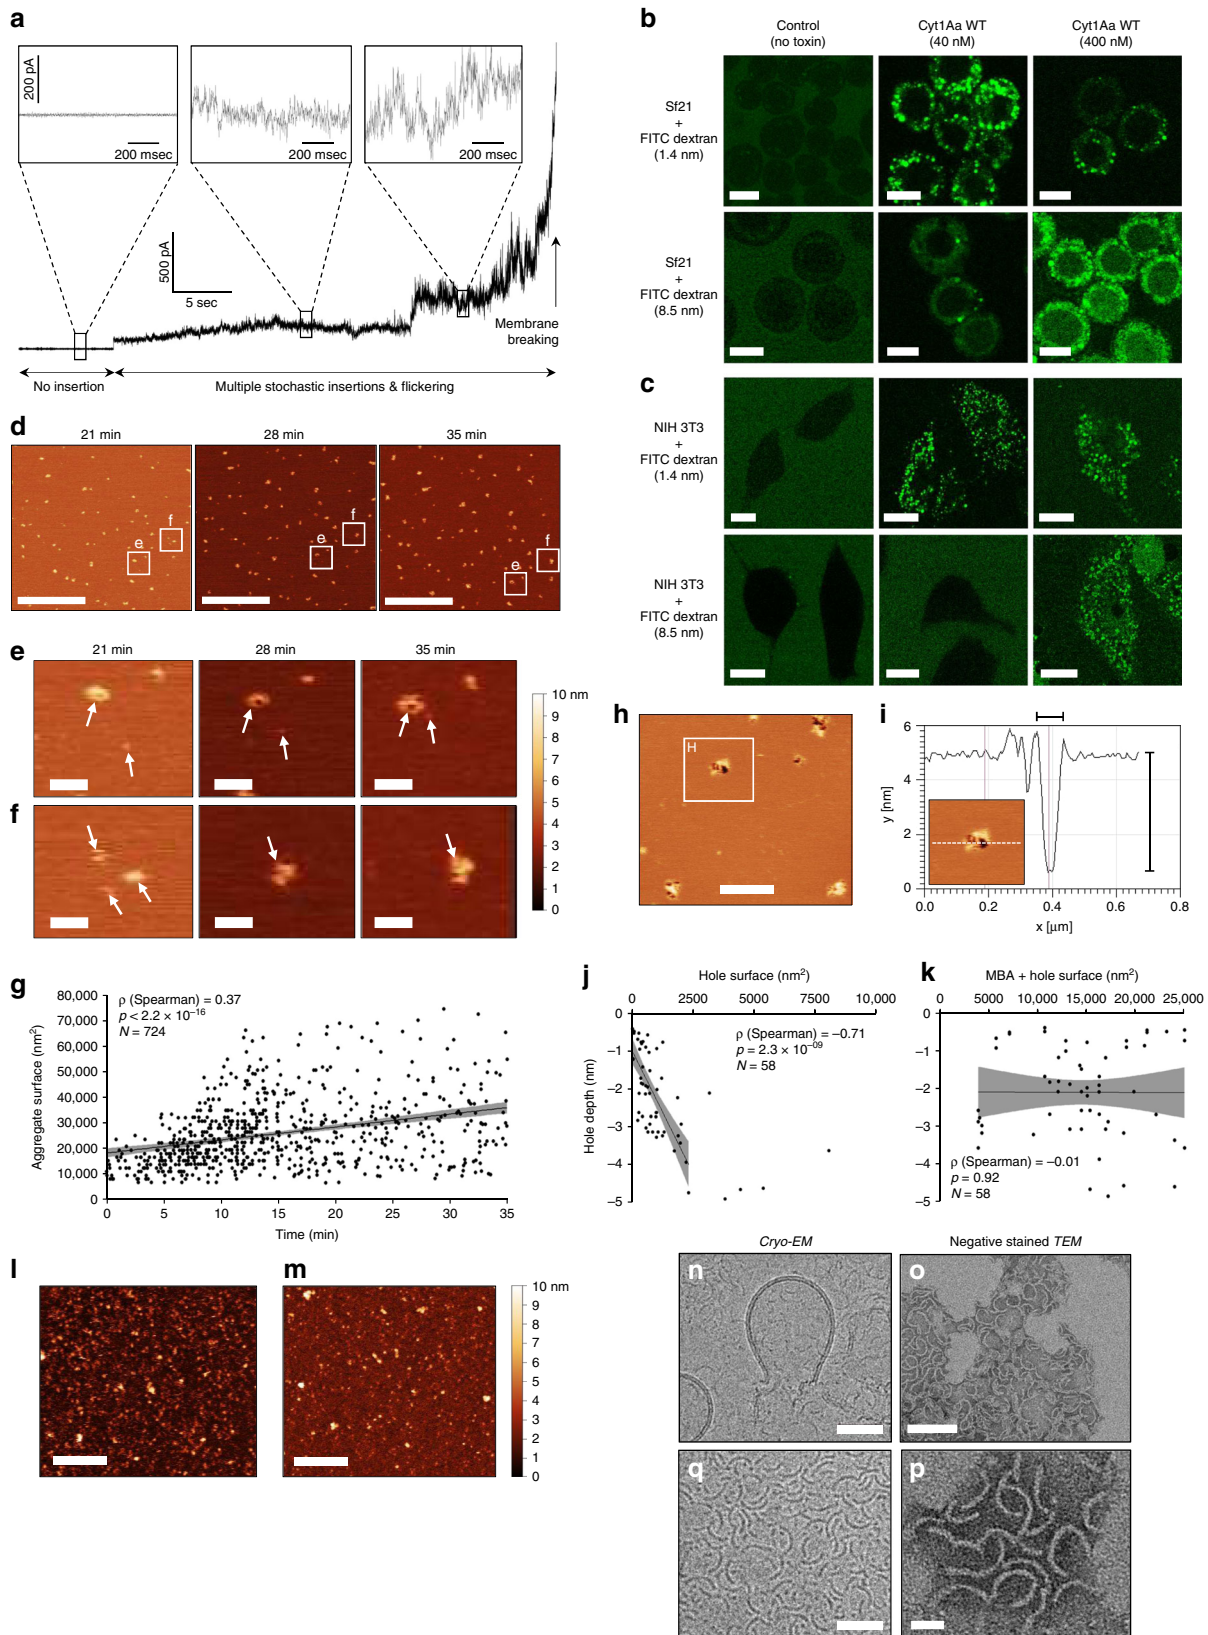 a
200 pA
200 msec
200 msec
200 msec
500 pA
5 sec
Membrane
breaking
No insertion
Multiple stochastic insertions & flickering
b
Control
(no toxin)
Cyt1Aa WT
(40 nM)
Cyt1Aa WT
(400 nM)
Sf21
+
FITC dextran
(1.4 nm)
Sf21
+
FITC dextran
(8.5 nm)
c
NIH 3T3
+
FITC dextran
(1.4 nm)
NIH 3T3
+
FITC dextran
(8.5 nm)
d
21 min
28 min
35 min
e
f
e
f
e
f
e
21 min
28 min
35 min
f
10 nm
9
8
7
6
5
4
3
2
1
0
h
H
i
6
4
2
0
y [nm]
0.0
0.2
0.4
0.6
0.8
x [μm]
g
ρ (Spearman) = 0.37
p < 2.2 × 10⁻¹⁶
N = 724
80,000
70,000
60,000
50,000
40,000
30,000
20,000
10,000
0
Aggregate surface (nm²)
0
5
10
15
20
25
30
35
Time (min)
j
Hole surface (nm²)
0
2500
5000
7500
10,000
0
−1
−2
−3
−4
−5
Hole depth (nm)
ρ (Spearman) = −0.71
p = 2.3 × 10⁻⁰⁹
N = 58
k
MBA + hole surface (nm²)
0
5000
10,000
15,000
20,000
25,000
0
−1
−2
−3
−4
−5
ρ (Spearman) = −0.01
p = 0.92
N = 58
l
m
10 nm
9
8
7
6
5
4
3
2
1
0
Cryo-EM
Negative stained TEM
n
o
q
p